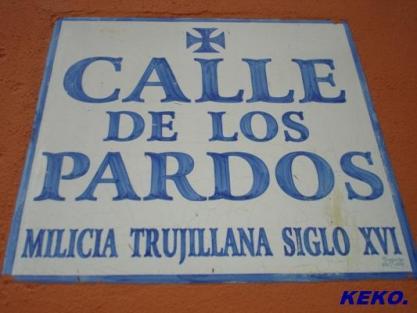 CALLE
DE LOS
PARDOS
MILICIA TRUJILLANA SIGLO XVI
KEKO.